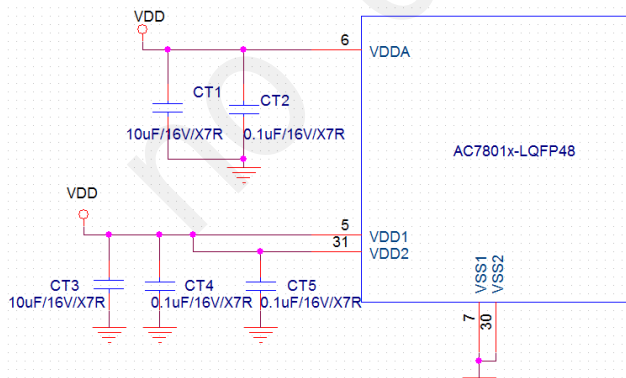 VDD
6
VDDA
CT1
CT2
10uF/16V/X7R
0.1uF/16V/X7R
AC7801x-LQFP48
VDD
5
VDD1
31
VDD2
CT3
CT4
CT5
10uF/16V/X7R
0.1uF/16V/X7R
0.1uF/16V/X7R
VSS1
VSS2
7
30
no